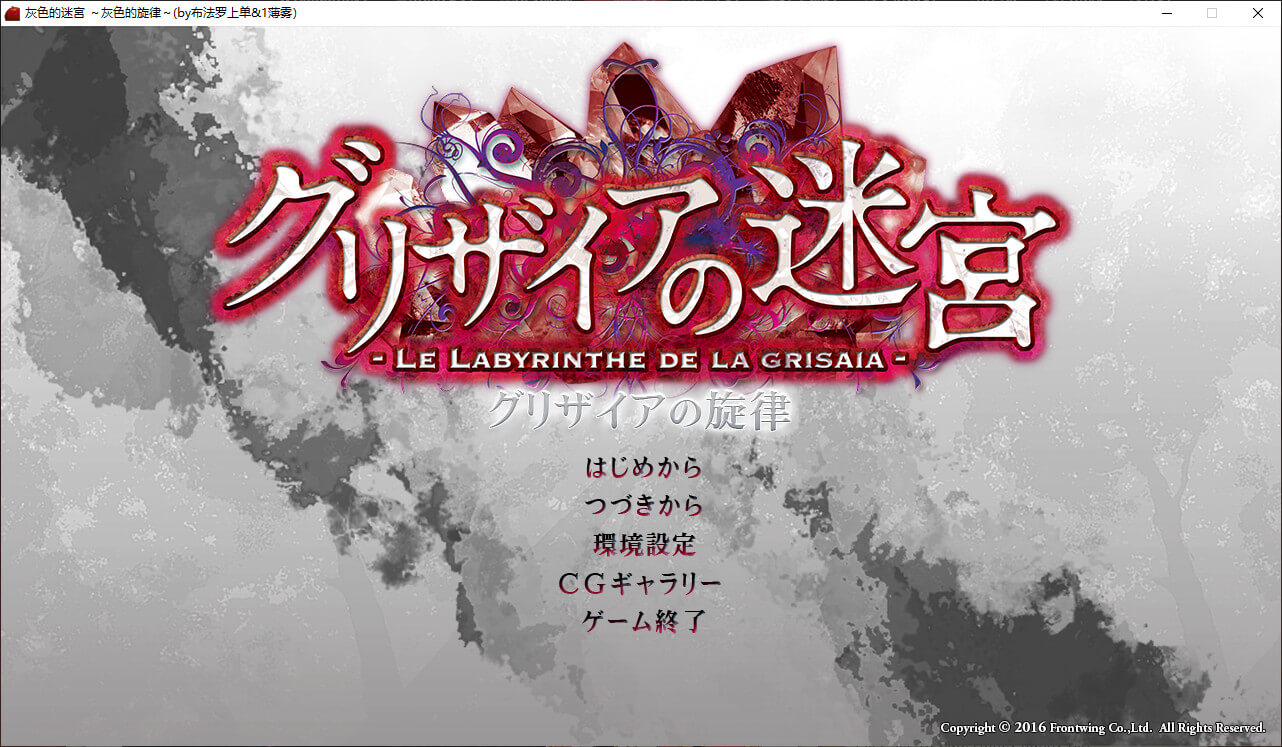 灰色的迷宮 ~灰色的旋律~(by布法罗上单&1薄雾)
グリザイアの迷宮
- LE LABYRINTHE DE LA GRISAIA -
グリザイアの旋律
はじめから
つづきから
環境設定
CGギャラリー
ゲーム終了
Copyright © 2016 Frontwing Co.,Ltd. All Rights Reserved.